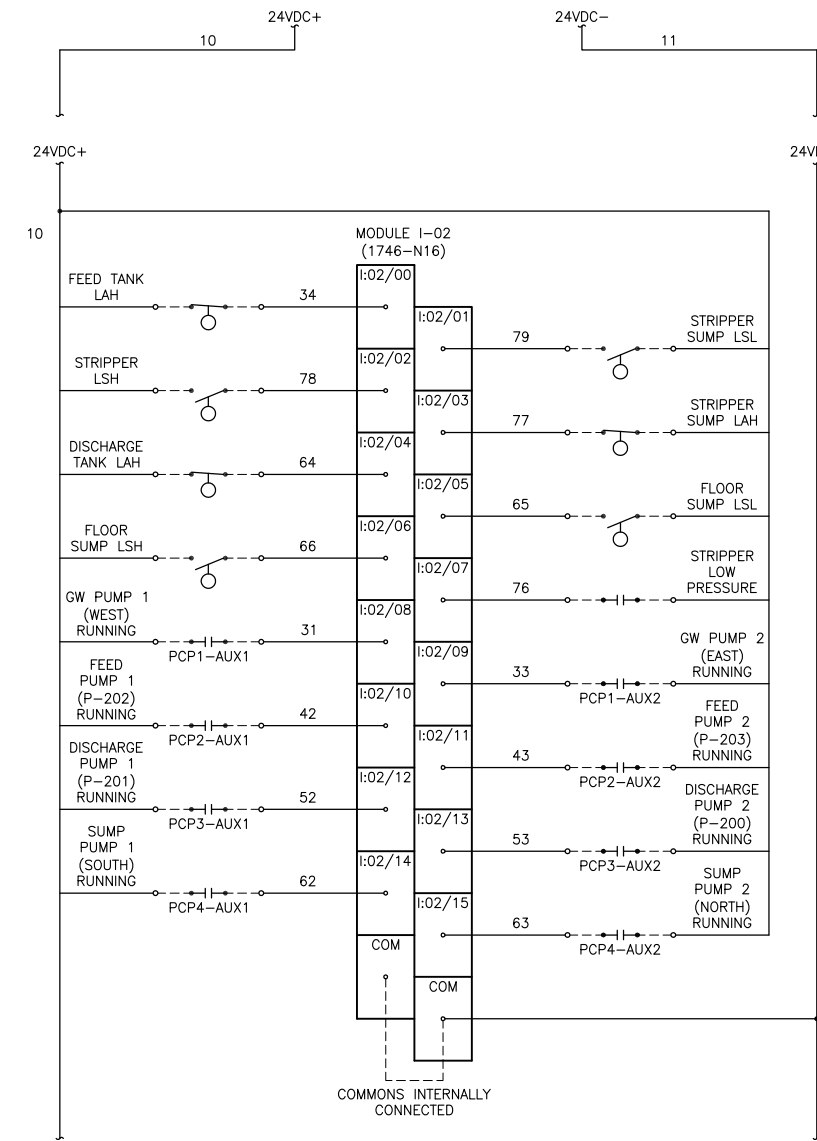 24VDC+
24VDC-
10
11
24VDC+
24V
10
MODULE I-02
(1746-N16)
FEED TANK
LAH
34
I:02/00
I:02/01
79
STRIPPER
SUMP LSL
STRIPPER
LSH
78
I:02/02
I:02/03
77
STRIPPER
SUMP LAH
DISCHARGE
TANK LAH
64
I:02/04
I:02/05
65
FLOOR
SUMP LSL
FLOOR
SUMP LSH
66
I:02/06
I:02/07
76
STRIPPER
LOW
PRESSURE
GW PUMP 1
(WEST)
RUNNING
PCP1-AUX1
31
I:02/08
I:02/09
33
PCP1-AUX2
GW PUMP 2
(EAST)
RUNNING
FEED
PUMP 1
(P-202)
RUNNING
PCP2-AUX1
42
I:02/10
I:02/11
43
PCP2-AUX2
FEED
PUMP 2
(P-203)
RUNNING
DISCHARGE
PUMP 1
(P-201)
RUNNING
PCP3-AUX1
52
I:02/12
I:02/13
53
PCP3-AUX2
DISCHARGE
PUMP 2
(P-200)
RUNNING
SUMP
PUMP 1
(SOUTH)
RUNNING
PCP4-AUX1
62
I:02/14
I:02/15
63
PCP4-AUX2
SUMP
PUMP 2
(NORTH)
RUNNING
COM
COM
COMMONS INTERNALLY
CONNECTED